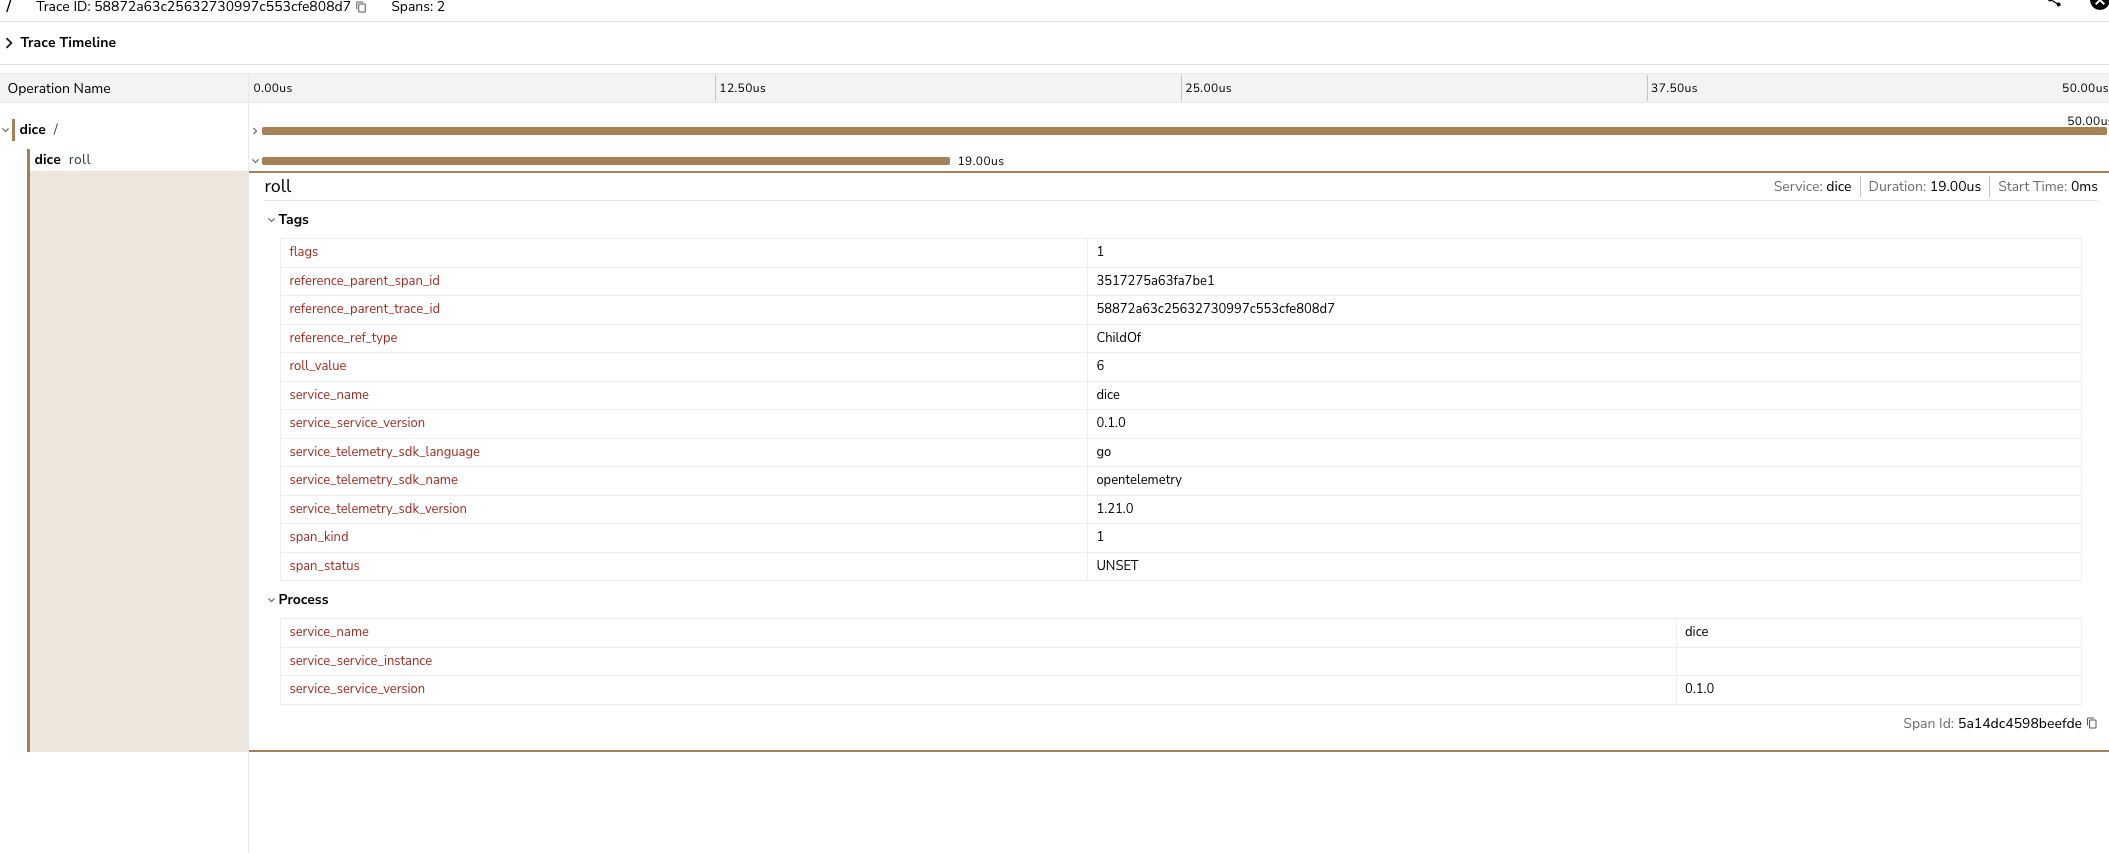 / Trace ID: 58872a63c25632730997c553cfe808d7 Spans: 2
Trace Timeline
Operation Name 0.00us 12.50us 25.00us 37.50us 50.00us
dice / 50.00us
dice roll 19.00us
roll Service: dice Duration: 19.00us Start Time: 0ms
Tags
flags 1
reference_parent_span_id 3517275a63fa7be1
reference_parent_trace_id 58872a63c25632730997c553cfe808d7
reference_ref_type ChildOf
roll_value 6
service_name dice
service_service_version 0.1.0
service_telemetry_sdk_language go
service_telemetry_sdk_name opentelemetry
service_telemetry_sdk_version 1.21.0
span_kind 1
span_status UNSET
Process
service_name dice
service_service_instance
service_service_version 0.1.0
Span Id: 5a14dc4598beefde